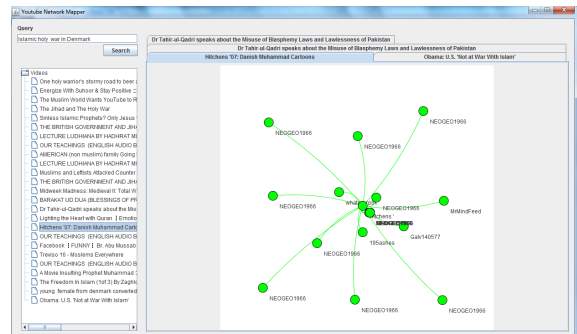 Youtube Network Mapper
Query
Islamic holy war in Denmark
Search
Videos
One holy warrior's stormy road to beer a
Energize With Suhoor & Stay Positive
The Muslim World Wants YouTube to R
The Jihad and The Holy War
Sinless Islamic Prophets? Only Jesus
THE BRITISH GOVERNMENT AND JIH
LECTURE LUDHIANA BY HADHRAT MI
OUR TEACHINGS (ENGLISH AUDIO B
AMERICAN (non muslim) family Going
LECTURE LUDHIANA BY HADHRAT MI
Muslims and Leftists Attacked Counter
THE BRITISH GOVERNMENT AND JIH
Midweek Madness: Medieval II: Total W
BARAKAT UD DUA (BLESSINGS OF PR
Dr Tahir-ul-Qadri speaks about the Mis
Lighting the Heart with Quran | Emotio
Hitchens '07: Danish Muhammad Carto
OUR TEACHINGS (ENGLISH AUDIO B
Facebook | FUNNY | Br. Abu Mussab
Treviso 16 - Moslems Everywhere
OUR TEACHINGS (ENGLISH AUDIO B
A Movie Insulting Prophet Muhammad
The Freedom In Islam (1of 3) By:Zaghlo
young female from denmark converted
Obama: U.S. 'Not at War With Islam'
Dr Tahir-ul-Qadri speaks about the Misuse of Blasphemy Laws and Lawlessness of Pakistan
Dr Tahir-ul-Qadri speaks about the Misuse of Blasphemy Laws and Lawlessness of Pakistan
Hitchens '07: Danish Muhammad Cartoons
Obama: U.S. 'Not at War With Islam'
NEOGEO1966
NEOGEO1966
NEOGEO1966
NEOGEO1966
NEOGEO1966
MrMindFeed
Galv140577
195ashes
NEOGEO1966
NEOGEO1966
NEOGEO1966
NEOGEO1966